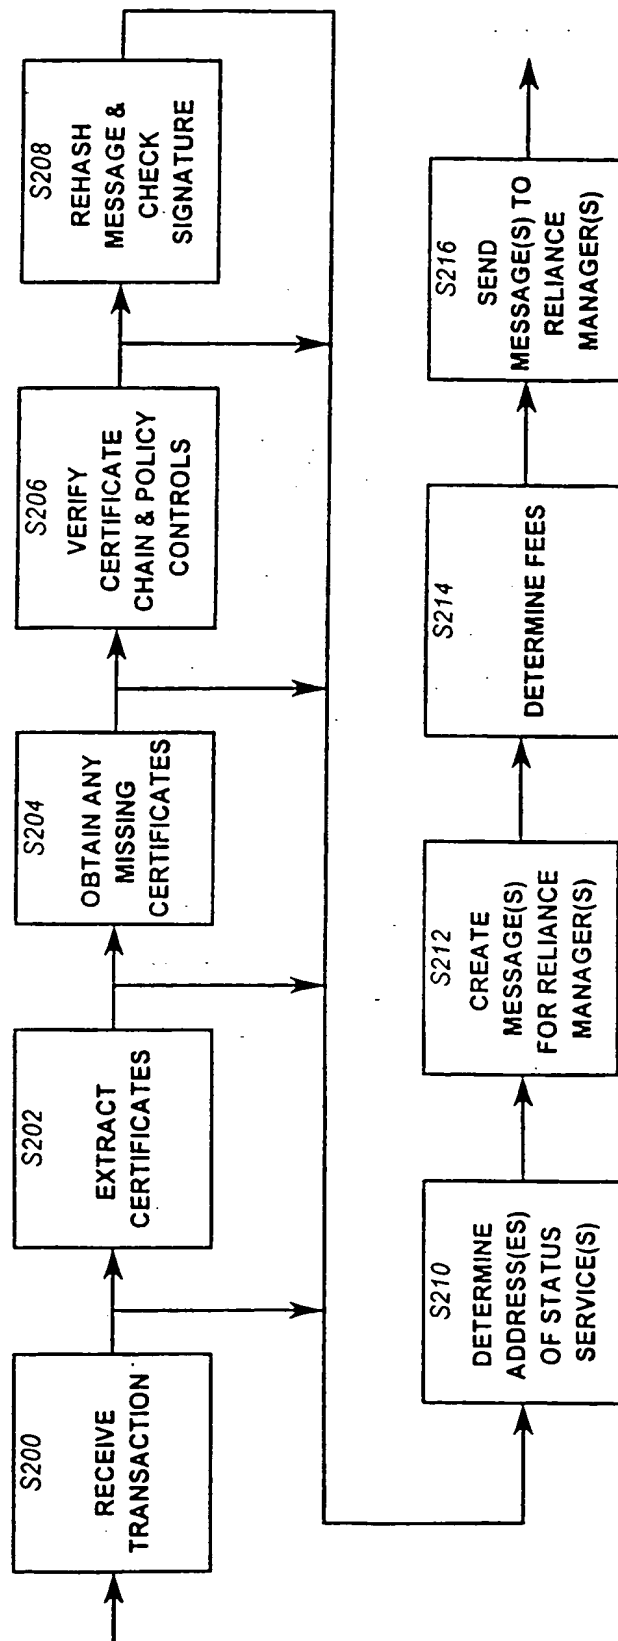 S200
RECEIVE
TRANSACTION
S202
EXTRACT
CERTIFICATES
S204
OBTAIN ANY
MISSING
CERTIFICATES
S206
VERIFY
CERTIFICATE
CHAIN & POLICY
CONTROLS
S208
REHASH
MESSAGE &
CHECK
SIGNATURE
S210
DETERMINE
ADDRESS(ES)
OF STATUS
SERVICE(S)
S212
CREATE
MESSAGE(S)
FOR RELIANCE
MANAGER(S)
S214
DETERMINE FEES
S216
SEND
MESSAGE(S) TO
RELIANCE
MANAGER(S)